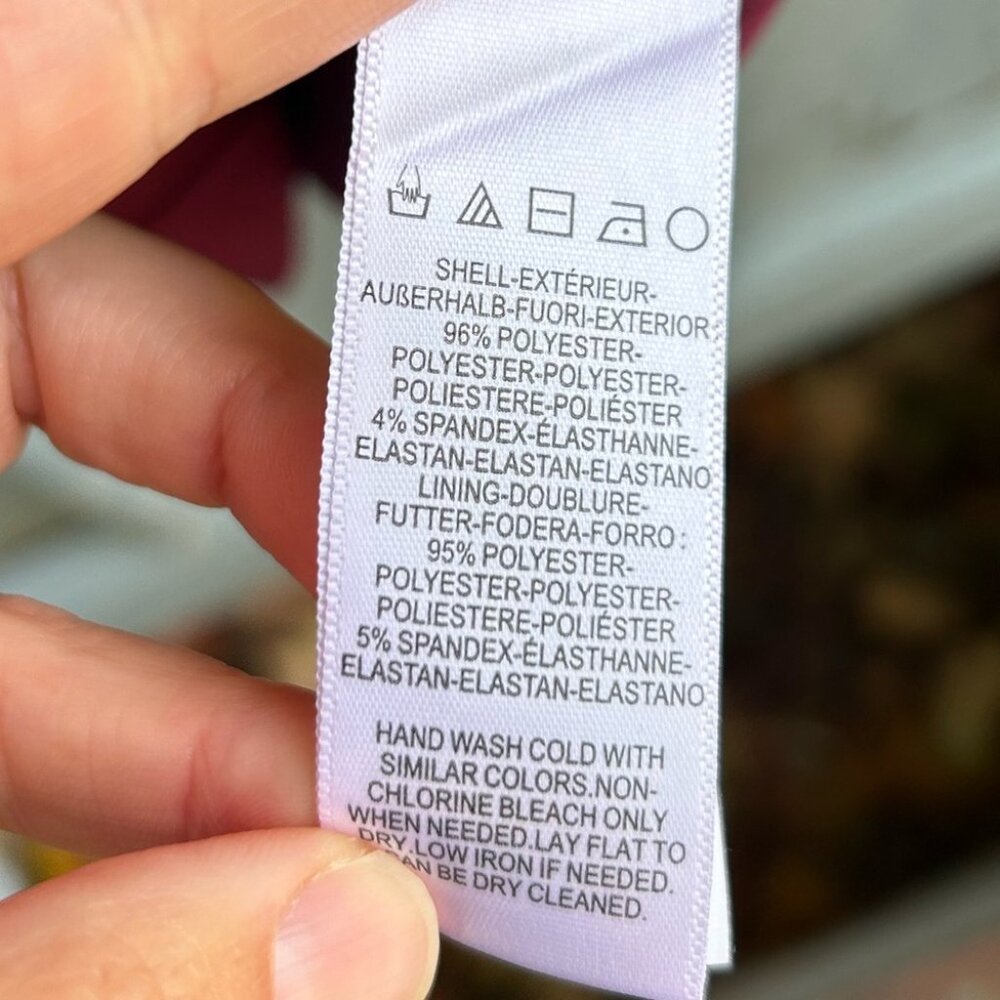 SHELL-EXTÉRIEUR-
AUßERHALB-FUORI-EXTERIOR:
96% POLYESTER-
POLYESTER-POLYESTER-
POLIESTERE-POLIÉSTER
4% SPANDEX-ÉLASTHANNE-
ELASTAN-ELASTAN-ELASTANO
LINING-DOUBLURE-
FUTTER-FODERA-FORRO:
95% POLYESTER-
POLYESTER-POLYESTER-
POLIESTERE-POLIÉSTER
5% SPANDEX-ÉLASTHANNE-
ELASTAN-ELASTAN-ELASTANO
HAND WASH COLD WITH
SIMILAR COLORS.NON-
CHLORINE BLEACH ONLY
WHEN NEEDED.LAY FLAT TO
DRY.LOW IRON IF NEEDED.
BE DRY CLEANED.